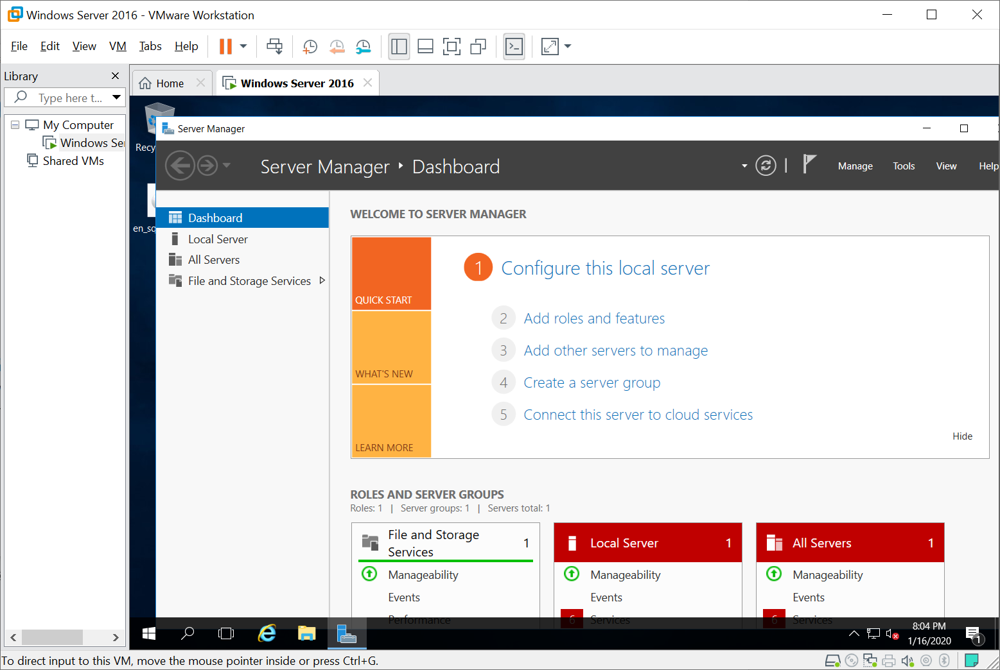 Windows Server 2016 - VMware Workstation
File Edit View VM Tabs Help
Library
Type here t...
My Computer
Windows Ser
Shared VMs
Home
Windows Server 2016
Recy
en_sq
Server Manager
Server Manager Dashboard
Manage Tools View Help
Dashboard
Local Server
All Servers
File and Storage Services
WELCOME TO SERVER MANAGER
QUICK START
WHAT'S NEW
LEARN MORE
1 Configure this local server
2 Add roles and features
3 Add other servers to manage
4 Create a server group
5 Connect this server to cloud services
Hide
ROLES AND SERVER GROUPS
Roles: 1 | Server groups: 1 | Servers total: 1
File and Storage
Services
1
Manageability
Events
Performance
Local Server 1
Manageability
Events
6 Services
All Servers 1
Manageability
Events
6 Services
8:04 PM
1/16/2020
1
To direct input to this VM, move the mouse pointer inside or press Ctrl+G.